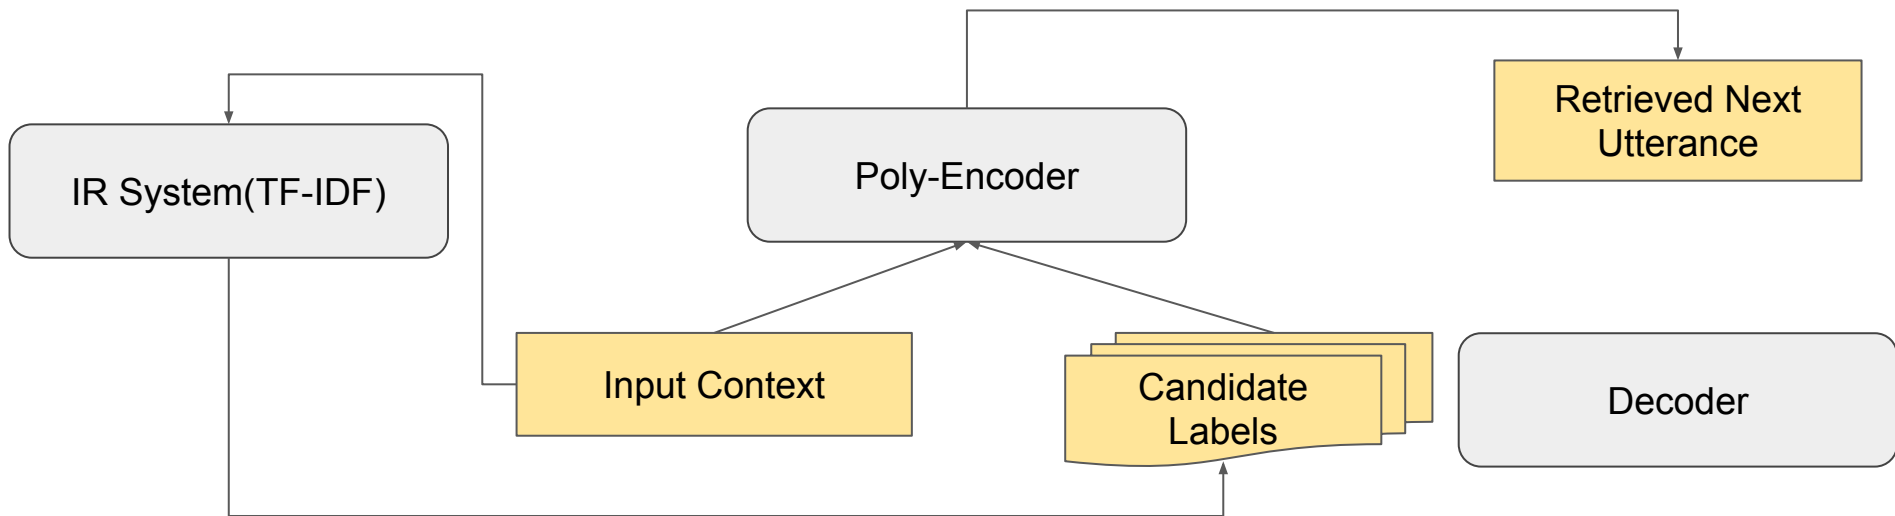 IR System(TF-IDF)
Poly-Encoder
Retrieved Next
Utterance
Input Context
Candidate
Labels
Decoder